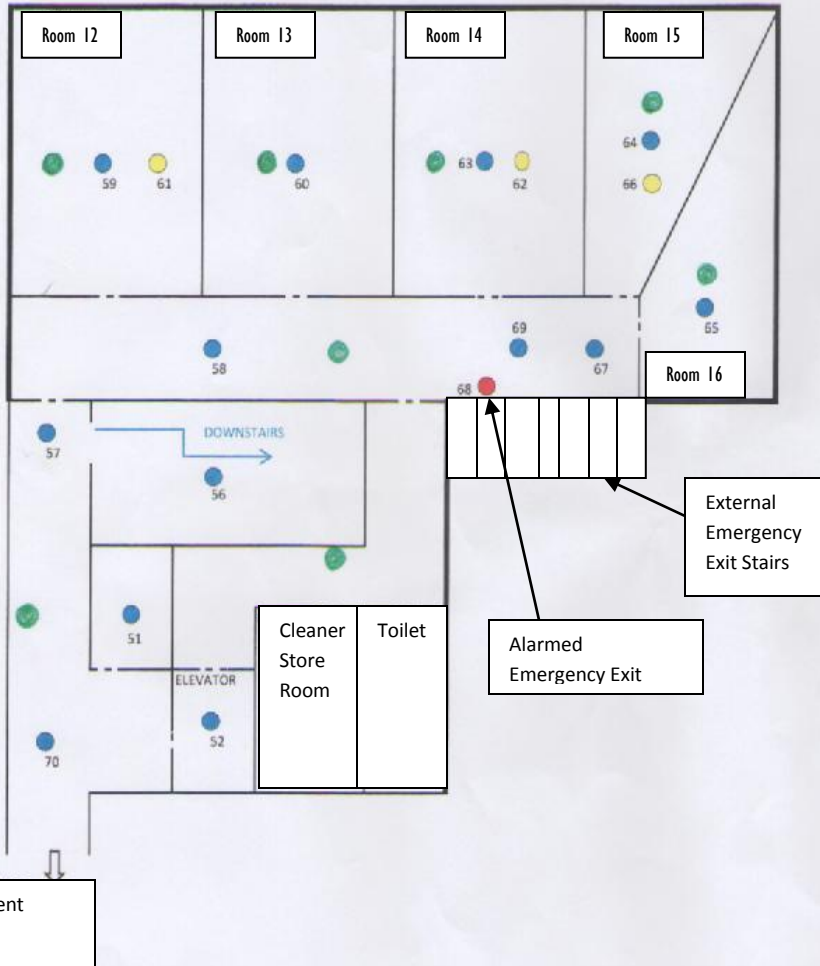 Room 12
Room 13
Room 14
Room 15
64
59
61
60
63
62
66
65
69
58
67
68
Room 16
57
DOWNSTAIRS
56
External
Emergency
Exit Stairs
51
Cleaner
Store
Room
Toilet
Alarmed
Emergency Exit
ELEVATOR
52
70
ent